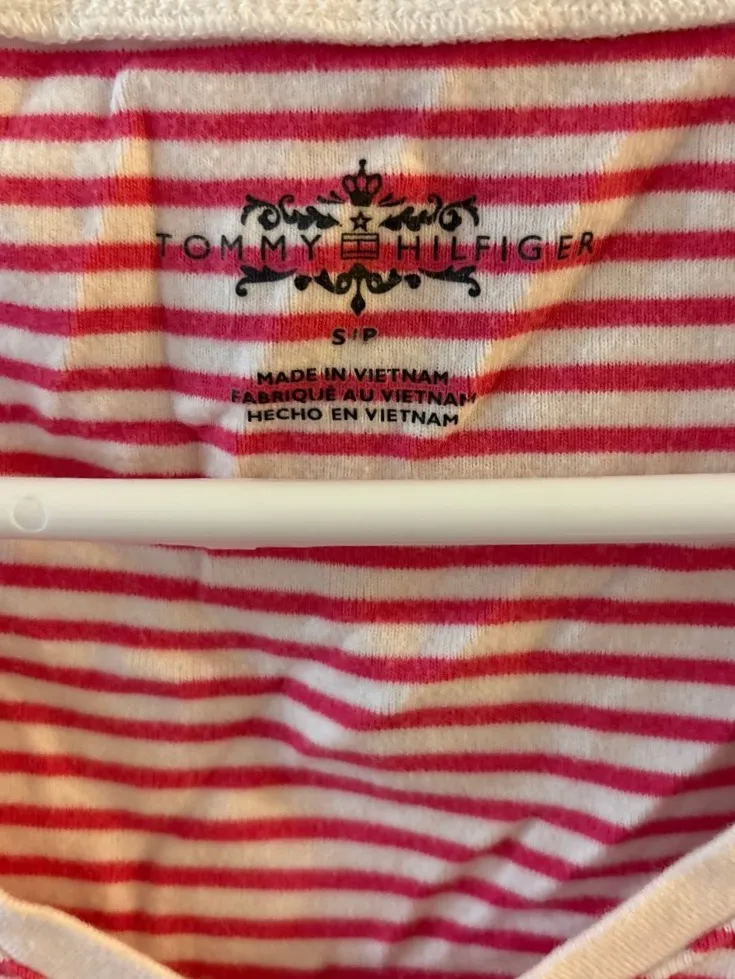 TOMMY HILFIGER
S/P
MADE IN VIETNAM
FABRIQUÉ AU VIETNAM
HECHO EN VIETNAM